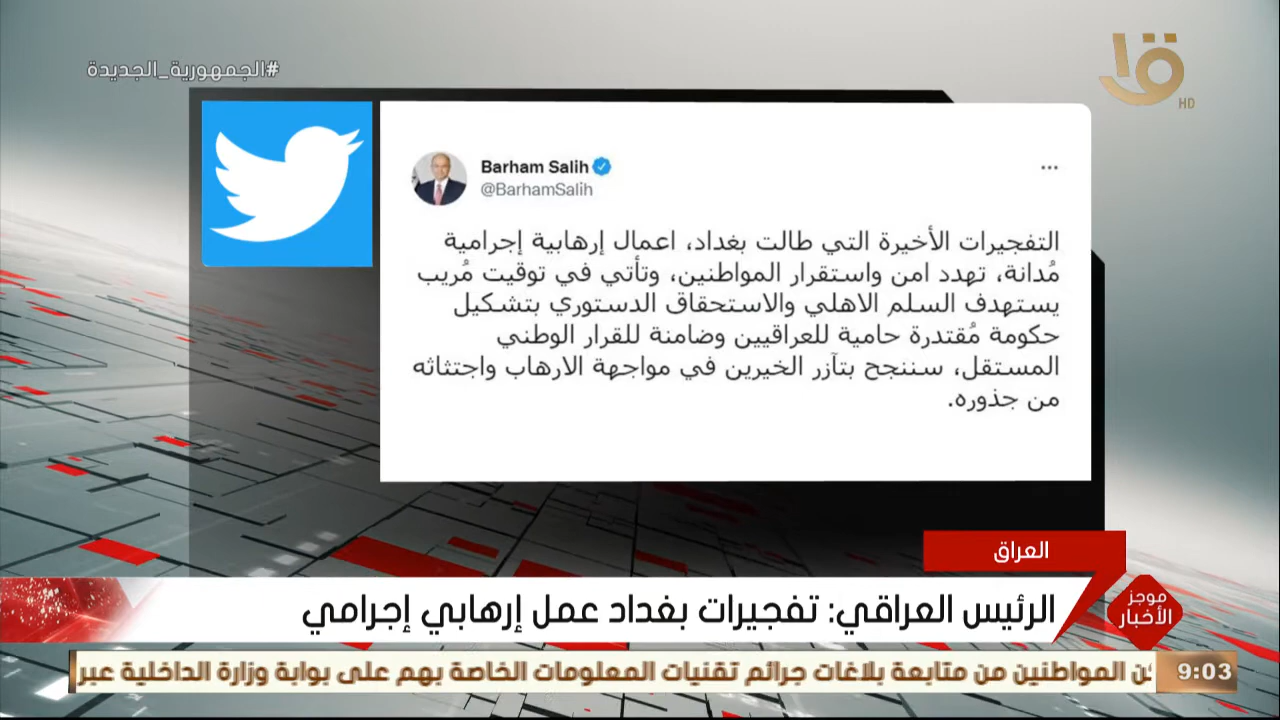 #الجمهورية_الجديدة
HD
Barham Salih
@BarhamSalih
التفجيرات الأخيرة التي طالت بغداد، اعمال إرهابية إجرامية
مُدانة، تهدد امن واستقرار المواطنين، وتأتي في توقيت مُريب
يستهدف السلم الاهلي والاستحقاق الدستوري بتشكيل
حكومة مُقتدرة حامية للعراقيين وضامنة للقرار الوطني
المستقل، سننجح بتآزر الخيرين في مواجهة الارهاب واجتثاثه
من جذوره.
العراق
موجز
الأخبار
الرئيس العراقي: تفجيرات بغداد عمل إرهابي إجرامي
9:03
المواطنين من متابعة بلاغات جرائم تقنيات المعلومات الخاصة بهم على بوابة وزارة الداخلية عبر